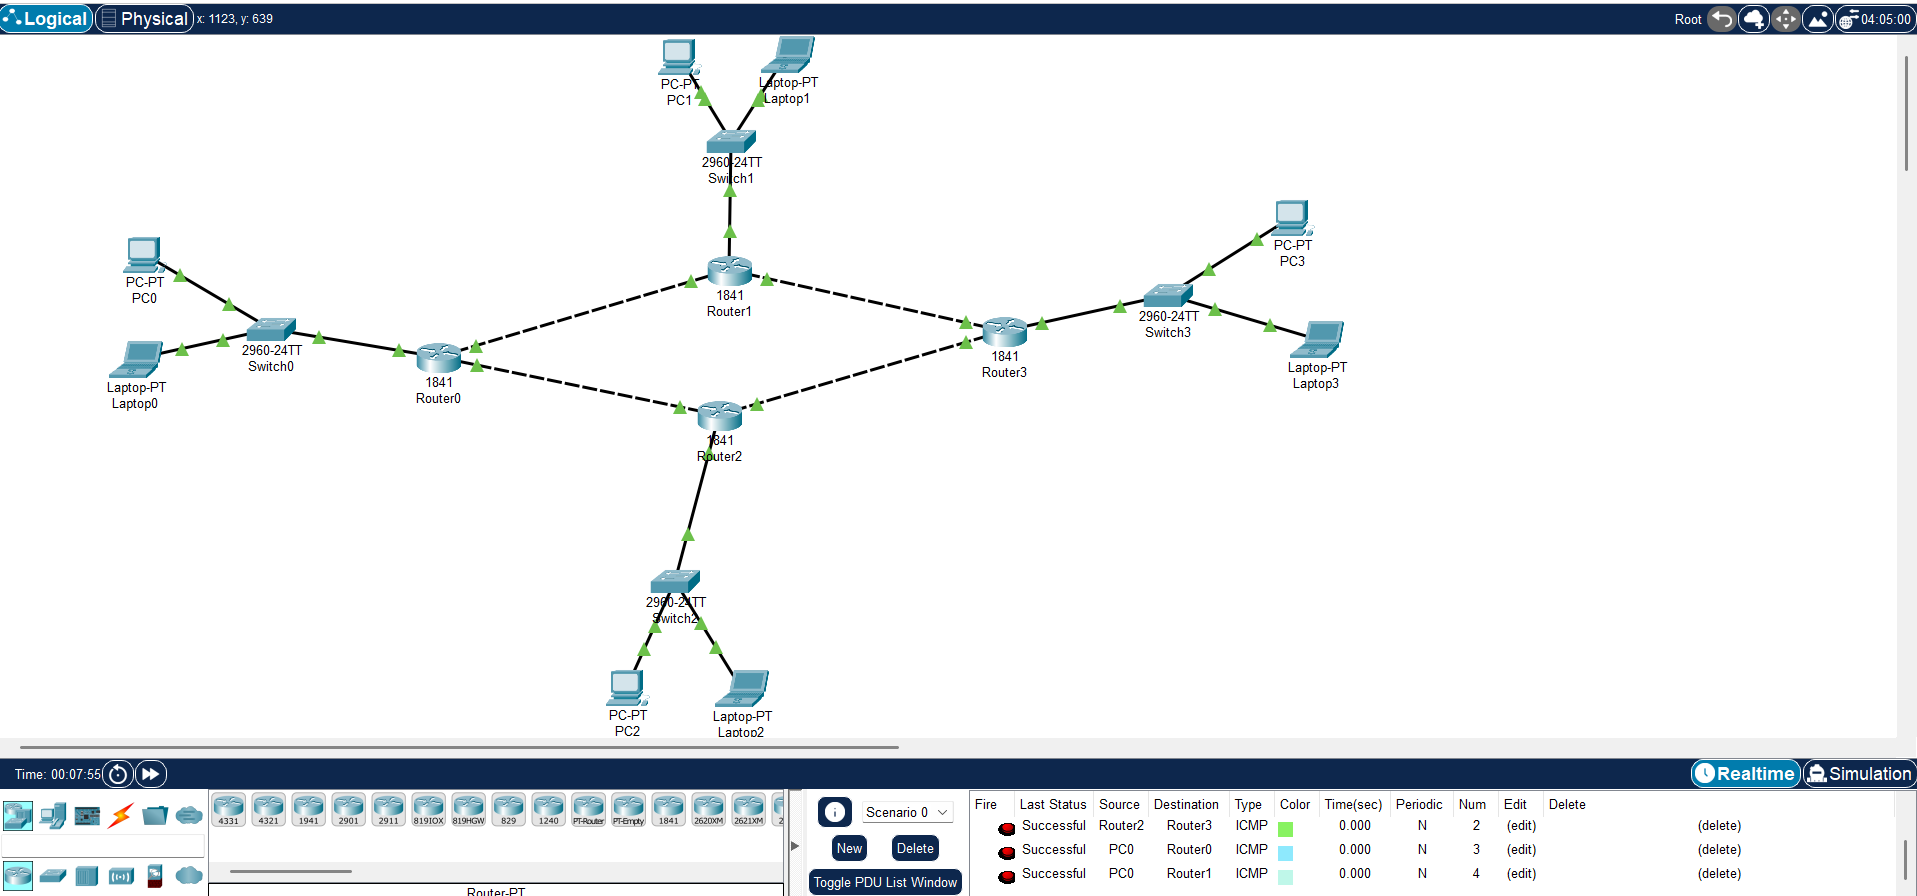 Logical Physical x: 1123, y: 639 Root 04:05:00
PC-PT
PC1
Laptop-PT
Laptop1
2960-24TT
Switch1
PC-PT
PC0
Laptop-PT
Laptop0
2960-24TT
Switch0
1841
Router0
1841
Router1
1841
Router2
1841
Router3
2960-24TT
Switch3
PC-PT
PC3
Laptop-PT
Laptop3
2960-24TT
Switch2
PC-PT
PC2
Laptop-PT
Laptop2
Time: 00:07:55 Realtime Simulation
4331 4321 1941 2901 2911 819IOX 819HGW 829 1240 PT-Router PT-Empty 1841 2620XM 2621XM 2
Router-PT
Scenario 0
New Delete
Toggle PDU List Window
Fire Last Status Source Destination Type Color Time(sec) Periodic Num Edit Delete
Successful Router2 Router3 ICMP 0.000 N 2 (edit) (delete)
Successful PC0 Router0 ICMP 0.000 N 3 (edit) (delete)
Successful PC0 Router1 ICMP 0.000 N 4 (edit) (delete)